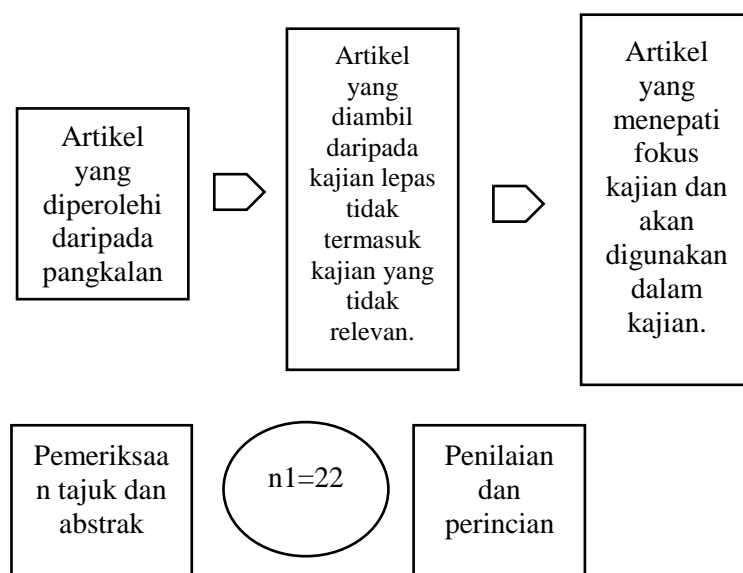 Artikel
yang
diperolehi
daripada
pangkalan
Artikel
yang
diambil
daripada
kajian lepas
tidak
termasuk
kajian yang
tidak
relevan.
Artikel
yang
menepati
fokus
kajian dan
akan
digunakan
dalam
kajian.
Pemeriksaa
n tajuk dan
abstrak
n1=22
Penilaian
dan
perincian